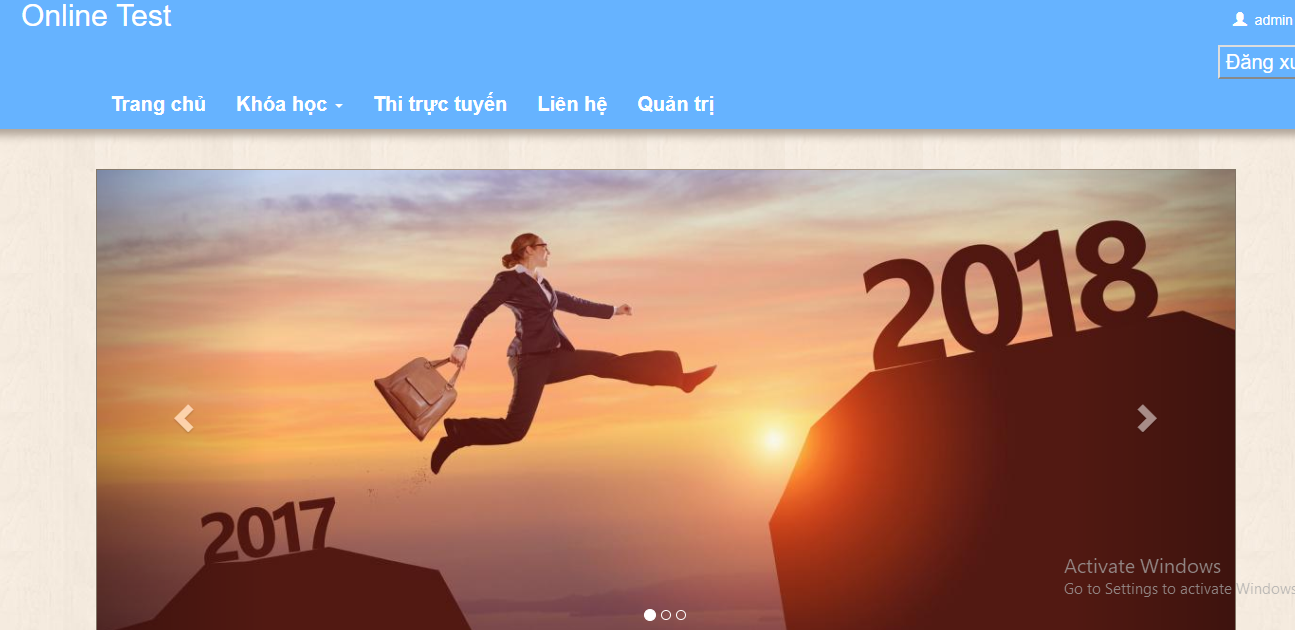 Online Test
admin
Đăng
Trang chủ Khóa học Thi trực tuyến Liên hệ Quản trị
2018
2017
Activate Windows
Go to Settings to activate Windows